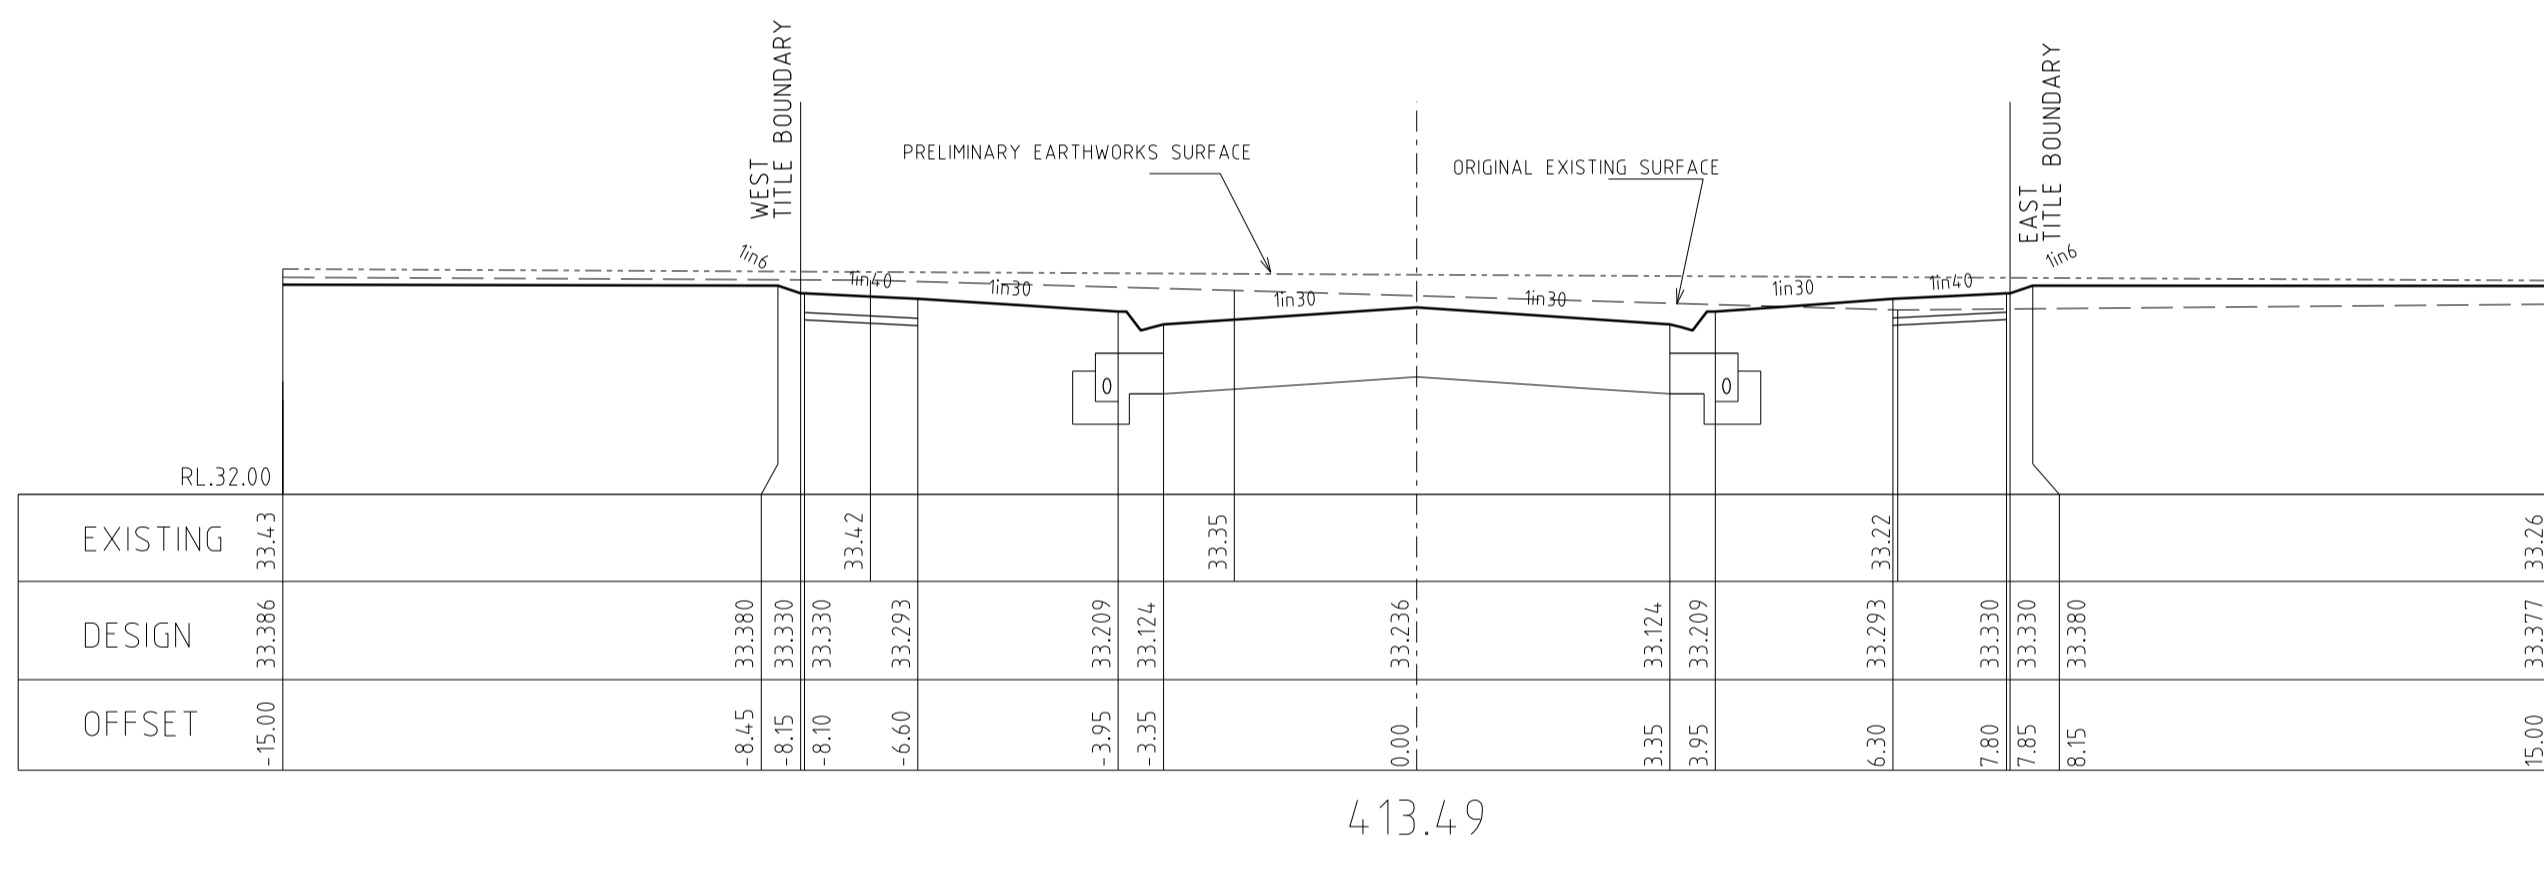 WEST
TITLE BOUNDARY
EAST
TITLE BOUNDARY
PRELIMINARY EARTHWORKS SURFACE
ORIGINAL EXISTING SURFACE
1in6
1in40
1in30
1in30
1in30
1in30
1in40
1in6
0
0
RL.32.00
EXISTING 33.43 33.42 33.35 33.22 33.26
DESIGN 33.386 33.380 33.330 33.330 33.293 33.209 33.124 33.236 33.124 33.209 33.293 33.330 33.330 33.380 33.377
OFFSET -15.00 -8.45 -8.15 -8.10 -6.60 -3.95 -3.35 0.00 3.35 3.95 6.30 7.80 7.85 8.15 15.00
413.49